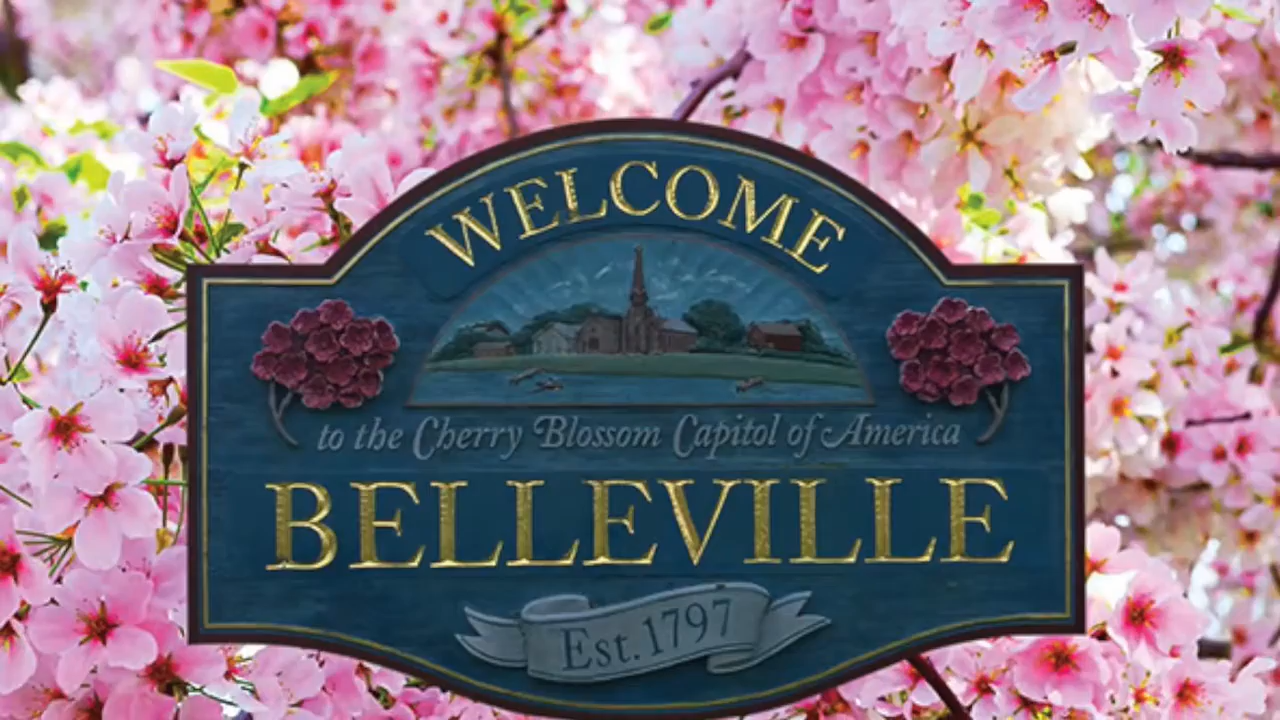 WELCOME
to the Cherry Blossom Capitol of America
BELLEVILLE
Est. 1797